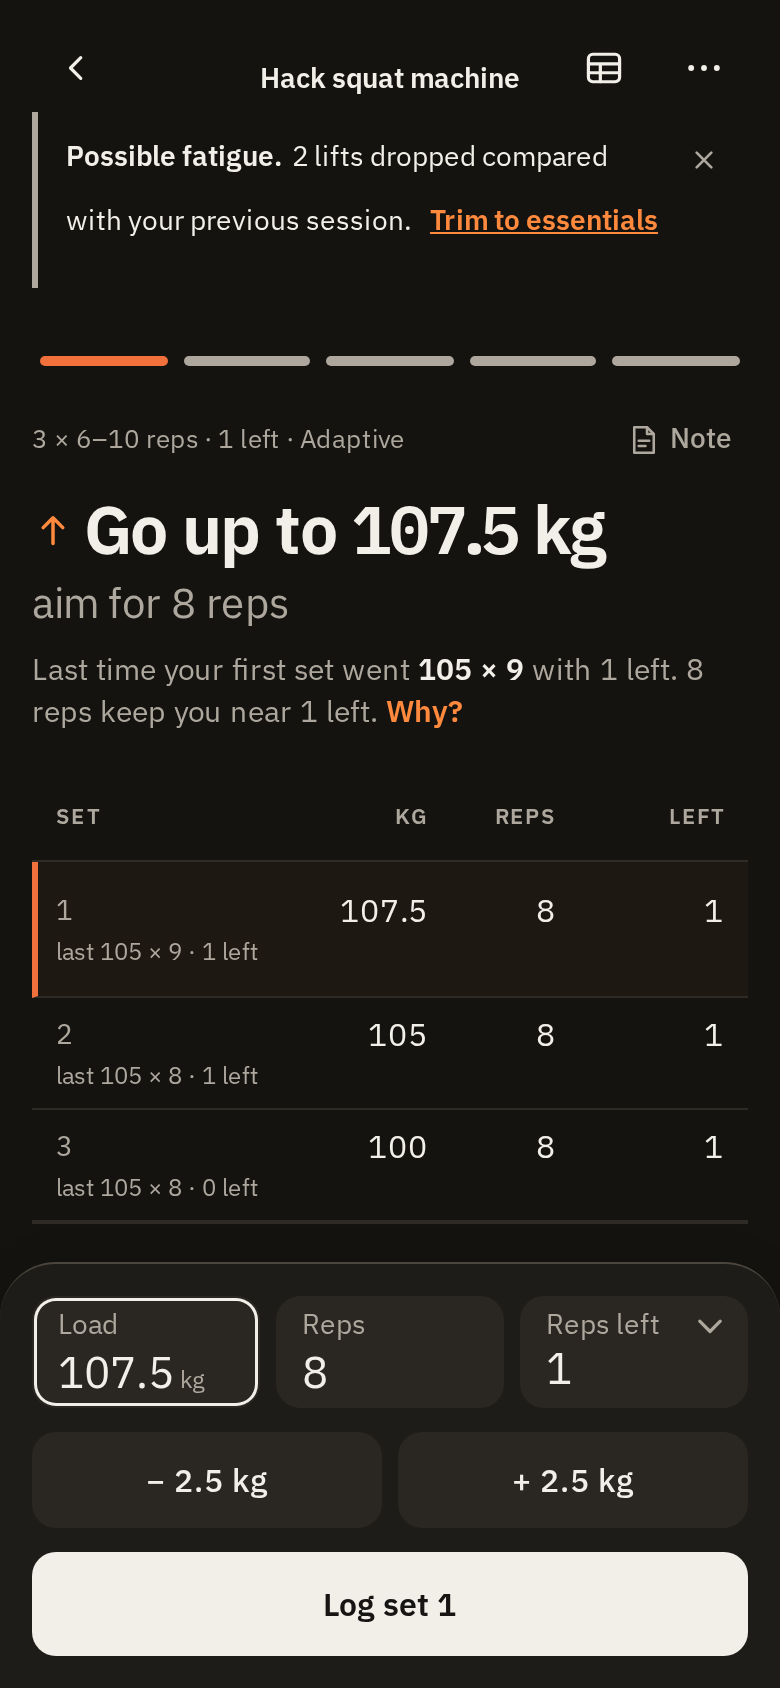 Hack squat machine
Possible fatigue. 2 lifts dropped compared
with your previous session. Trim to essentials
3 × 6–10 reps · 1 left · Adaptive Note
↑ Go up to 107.5 kg
aim for 8 reps
Last time your first set went 105 × 9 with 1 left. 8
reps keep you near 1 left. Why?
SET KG REPS LEFT
1 107.5 8 1
last 105 × 9 · 1 left
2 105 8 1
last 105 × 8 · 1 left
3 100 8 1
last 105 × 8 · 0 left
Load Reps Reps left
107.5 kg 8 1
− 2.5 kg + 2.5 kg
Log set 1